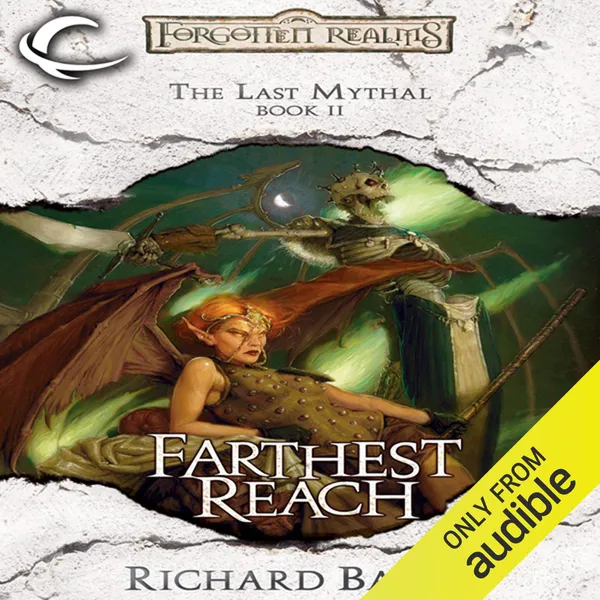 FORGOTTEN REALMS
THE LAST MYTHAL
BOOK II
FARTHEST
REACH
RICHARD BA
ONLY FROM
audible